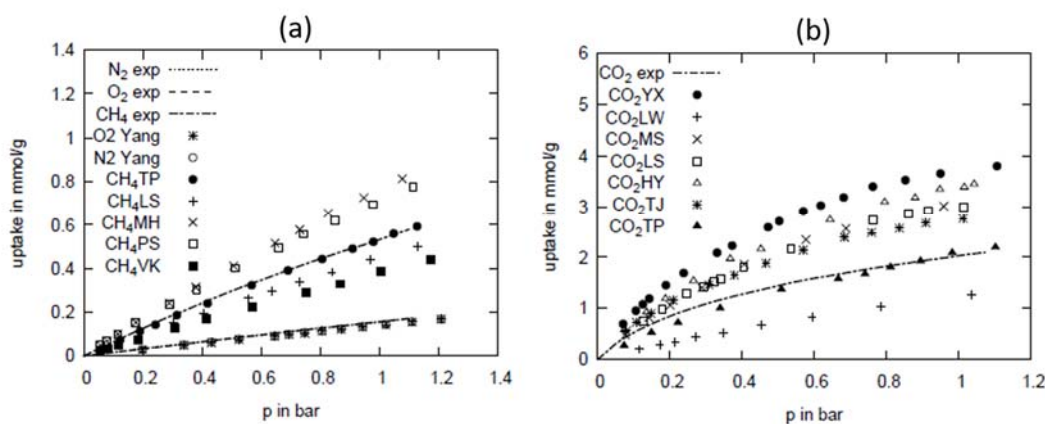 (a)
1.4
1.2
1
0.8
0.6
0.4
0.2
0
uptake in mmol/g
N2 exp
O2 exp
CH4 exp
O2 Yang
N2 Yang
CH4TP
CH4LS
CH4MH
CH4PS
CH4VK
0 0.2 0.4 0.6 0.8 1 1.2 1.4
p in bar
(b)
6
5
4
3
2
1
0
uptake in mmol/g
CO2 exp
CO2YX
CO2LW
CO2MS
CO2LS
CO2HY
CO2TJ
CO2TP
0 0.2 0.4 0.6 0.8 1 1.2
p in bar